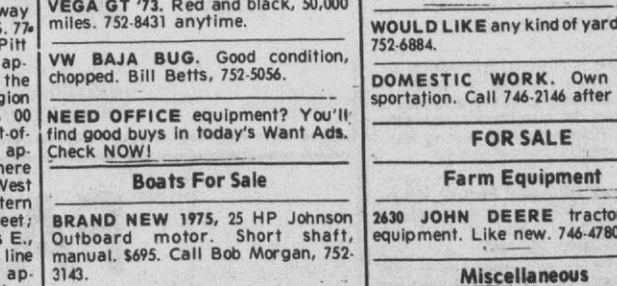 way
. 77.
Pitt
ap-
the
gion
00
t-of-
ap-
here
West
tern
eet;
E.,
line
ap-
VEGA GT '73. Red and black, 50,000
miles. 752-8431 anytime.
VW BAJA BUG. Good condition,
chopped. Bill Betts, 752-5056.
NEED OFFICE equipment? You'll
find good buys in today's Want Ads.
Check NOW!
Boats For Sale
BRAND NEW 1975, 25 HP Johnson
Outboard motor. Short shaft,
manual. $695. Call Bob Morgan, 752-
3143.
WOULD LIKE any kind of yard
752-6884.
DOMESTIC WORK. Own
sportation. Call 746-2146 after
FOR SALE
Farm Equipment
2630 JOHN DEERE tracto
equipment. Like new. 746-4780
Miscellaneous